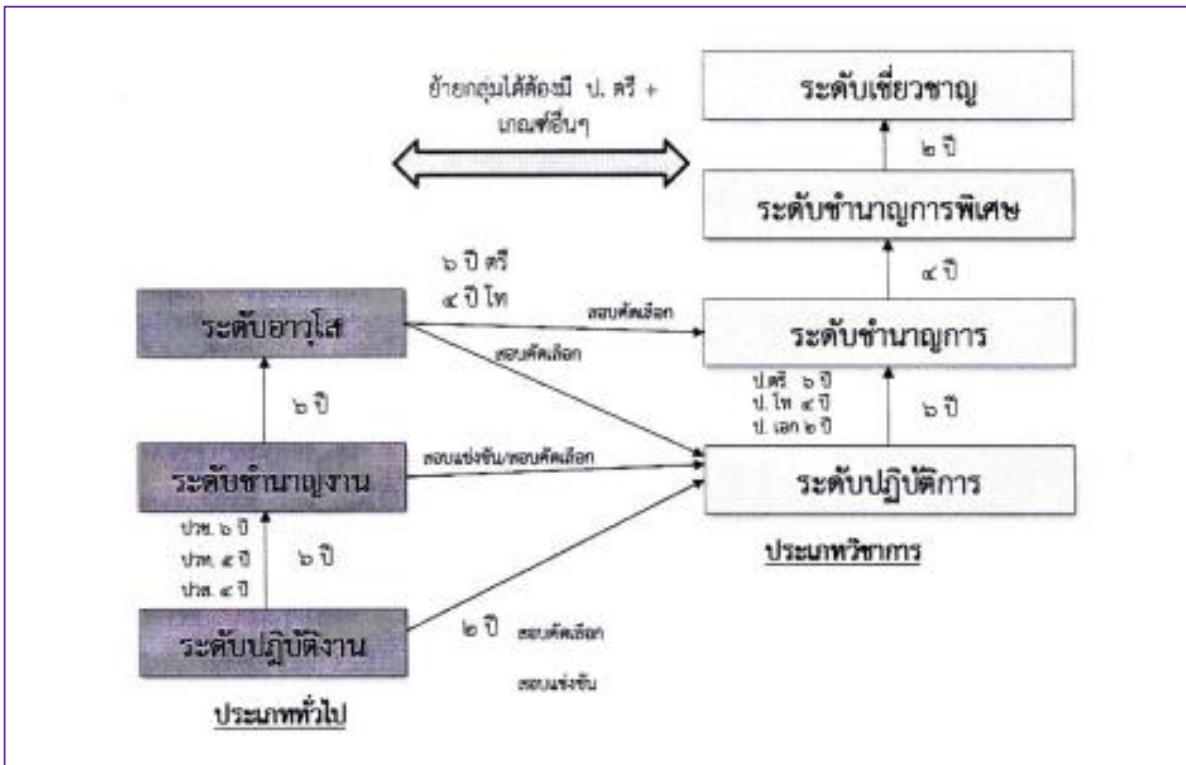 ย้ายกลุ่มได้ต้องมี ป. ตรี +
เกณฑ์อื่นๆ
ระดับเชี่ยวชาญ
๒ ปี
ระดับชำนาญการพิเศษ
๔ ปี
๖ ปี ตรี
๔ ปี โท
ระดับอาวุโส
สอบคัดเลือก
ระดับชำนาญการ
สอบคัดเลือก
๖ ปี
ป.ตรี ๖ ปี
ป. โท ๔ ปี
ป. เอก ๒ ปี
๖ ปี
ระดับชำนาญงาน
สอบแข่งขัน/สอบคัดเลือก
ระดับปฏิบัติการ
ประเภทวิชาการ
ปวช. ๖ ปี
ปวท. ๕ ปี
ปวส. ๔ ปี
๖ ปี
ระดับปฏิบัติงาน
๒ ปี สอบคัดเลือก
สอบแข่งขัน
ประเภททั่วไป